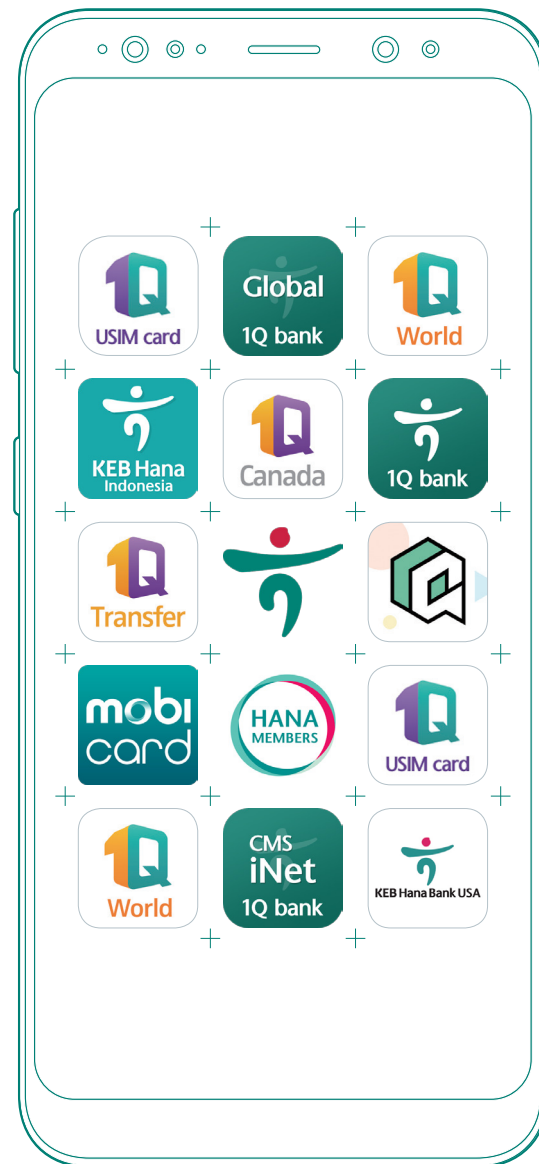 1Q
USIM card
Global
1Q bank
1Q
World
KEB Hana
Indonesia
1Q
Canada
1Q bank
1Q
Transfer
mobi
card
HANA
MEMBERS
1Q
USIM card
1Q
World
CMS
iNet
1Q bank
KEB Hana Bank USA